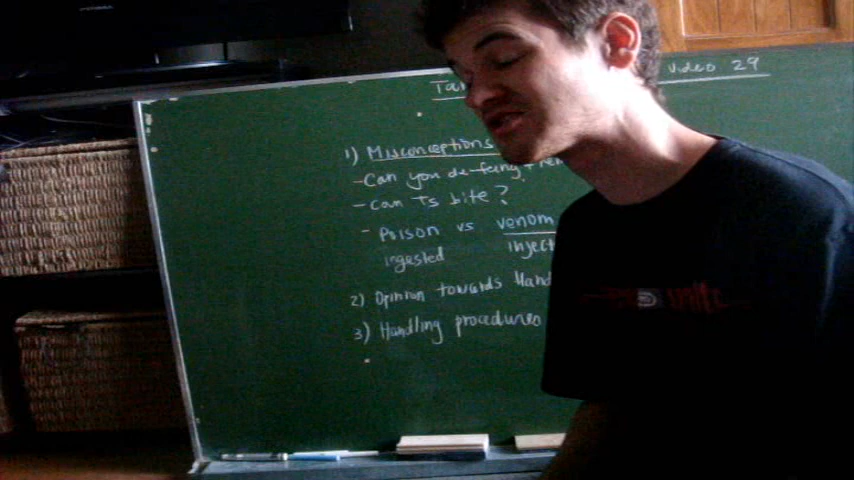 Video 29
1) Misconceptions
- Can you de-fang
- Can Ts bite?
- Poison vs venom
ingested inject
2) Opinion towards Hand
3) Handling procedures